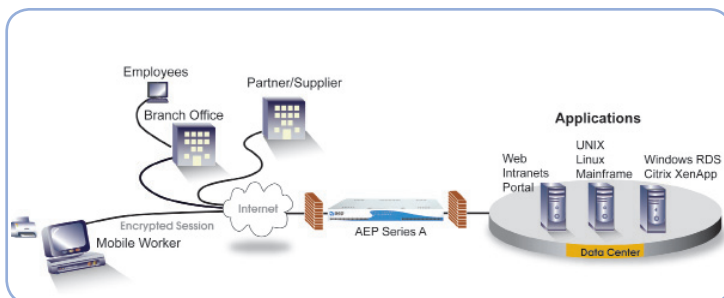 Employees
Partner/Supplier
Branch Office
Applications
Web
Intranets
Portal
UNIX
Linux
Mainframe
Windows RDS
Citrix XenApp
Internet
Encrypted Session
Mobile Worker
AEP Series A
Data Center